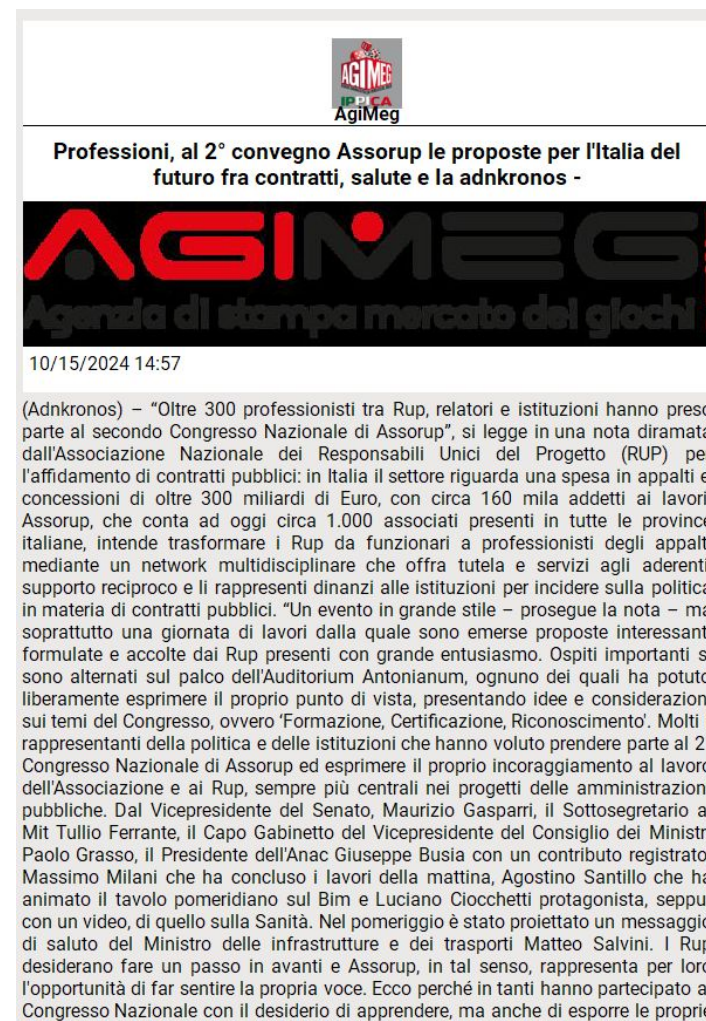 AGIMEG
IPPICA
AgiMeg
Professioni, al 2° convegno Assorup le proposte per l'Italia del
futuro fra contratti, salute e la adnkronos -
AGIMEG
Agenzia di stampa mercato dei giochi
10/15/2024 14:57
(Adnkronos) – “Oltre 300 professionisti tra Rup, relatori e istituzioni hanno preso
parte al secondo Congresso Nazionale di Assorup”, si legge in una nota diramata
dall'Associazione Nazionale dei Responsabili Unici del Progetto (RUP) per
l'affidamento di contratti pubblici: in Italia il settore riguarda una spesa in appalti e
concessioni di oltre 300 miliardi di Euro, con circa 160 mila addetti ai lavori
Assorup, che conta ad oggi circa 1.000 associati presenti in tutte le province
italiane, intende trasformare i Rup da funzionari a professionisti degli appalt
mediante un network multidisciplinare che offra tutela e servizi agli aderenti
supporto reciproco e li rappresenti dinanzi alle istituzioni per incidere sulla politica
in materia di contratti pubblici. “Un evento in grande stile – prosegue la nota – ma
soprattutto una giornata di lavori dalla quale sono emerse proposte interessant
formulate e accolte dai Rup presenti con grande entusiasmo. Ospiti importanti s
sono alternati sul palco dell'Auditorium Antonianum, ognuno dei quali ha potuto
liberamente esprimere il proprio punto di vista, presentando idee e considerazion
sui temi del Congresso, ovvero ‘Formazione, Certificazione, Riconoscimento'. Molti
rappresentanti della politica e delle istituzioni che hanno voluto prendere parte al 2
Congresso Nazionale di Assorup ed esprimere il proprio incoraggiamento al lavoro
dell'Associazione e ai Rup, sempre più centrali nei progetti delle amministrazion
pubbliche. Dal Vicepresidente del Senato, Maurizio Gasparri, il Sottosegretario a
Mit Tullio Ferrante, il Capo Gabinetto del Vicepresidente del Consiglio dei Ministr
Paolo Grasso, il Presidente dell'Anac Giuseppe Busia con un contributo registrato
Massimo Milani che ha concluso i lavori della mattina, Agostino Santillo che ha
animato il tavolo pomeridiano sul Bim e Luciano Ciocchetti protagonista, seppu
con un video, di quello sulla Sanità. Nel pomeriggio è stato proiettato un messaggio
di saluto del Ministro delle infrastrutture e dei trasporti Matteo Salvini. I Rup
desiderano fare un passo in avanti e Assorup, in tal senso, rappresenta per loro
l'opportunità di far sentire la propria voce. Ecco perché in tanti hanno partecipato a
Congresso Nazionale con il desiderio di apprendere, ma anche di esporre le proprie